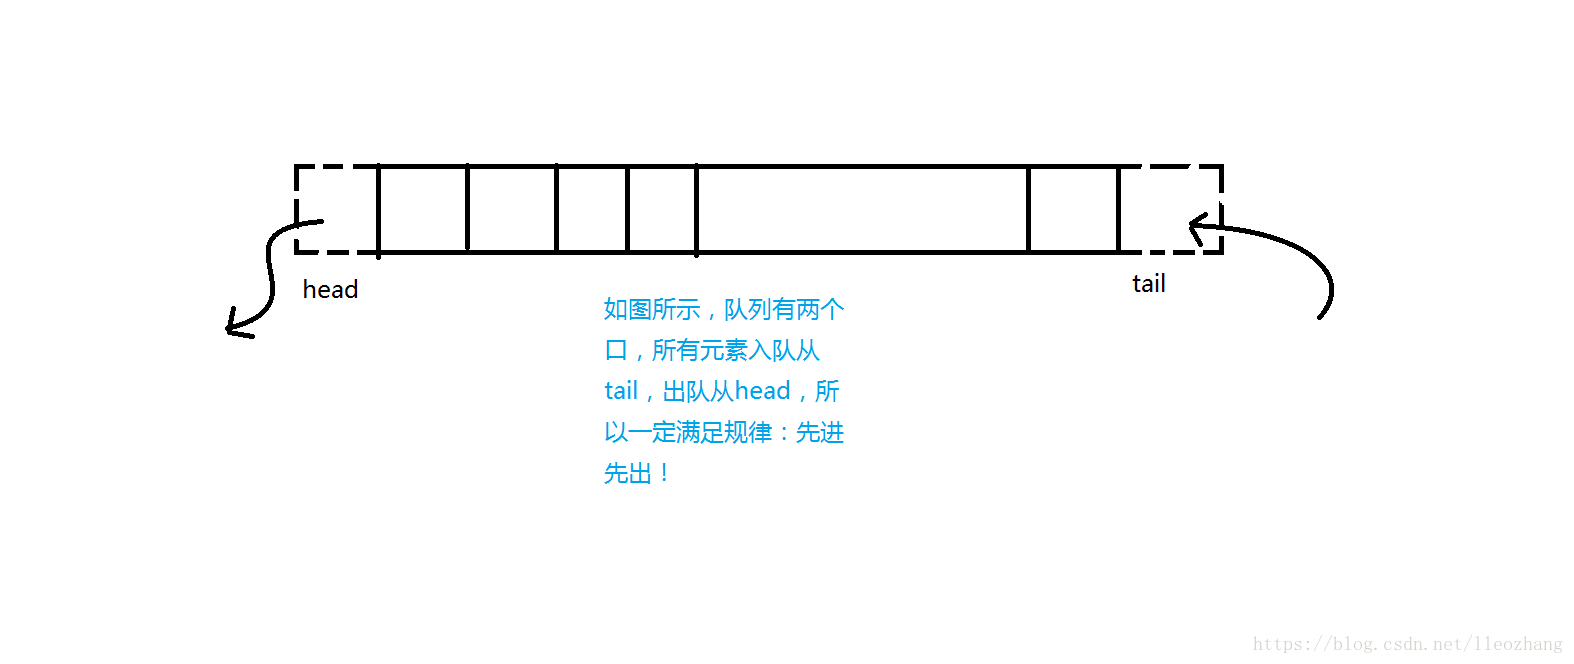 head
tail
如图所示，队列有两个
口，所有元素入队从
tail，出队从head，所
以一定满足规律：先进
先出！
https://blog.csdn.net/lleozhang